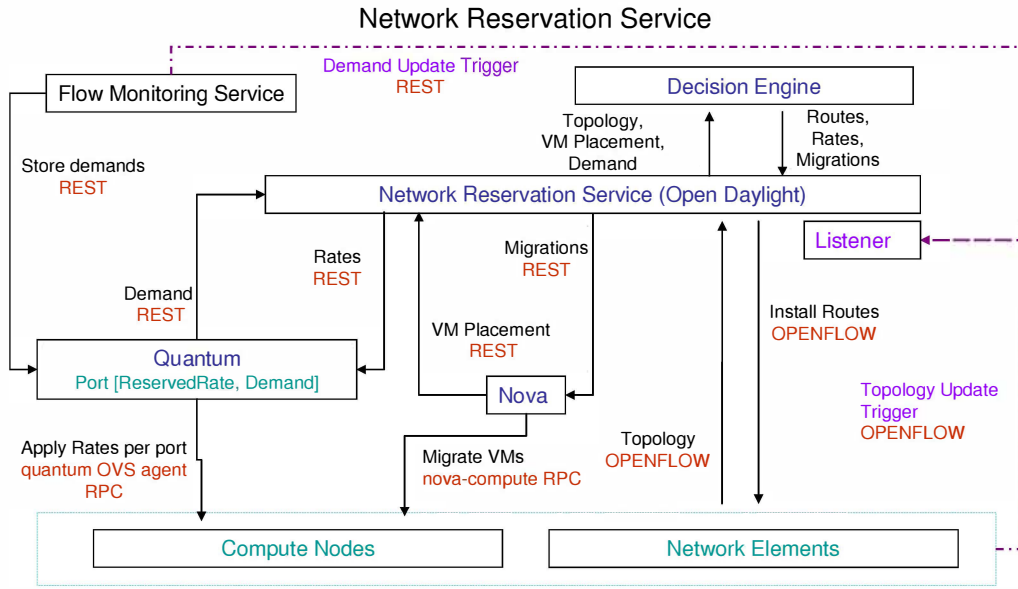 Network Reservation Service
Demand Update Trigger
REST
Flow Monitoring Service
Decision Engine
Topology,
VM Placement,
Demand
Routes,
Rates,
Migrations
Store demands
REST
Network Reservation Service (Open Daylight)
Listener
Rates
REST
Migrations
REST
Demand
REST
Install Routes
OPENFLOW
VM Placement
REST
Quantum
Port [ReservedRate, Demand]
Nova
Topology Update
Trigger
OPENFLOW
Apply Rates per port
quantum OVS agent
RPC
Migrate VMs
nova-compute RPC
Topology
OPENFLOW
Compute Nodes
Network Elements